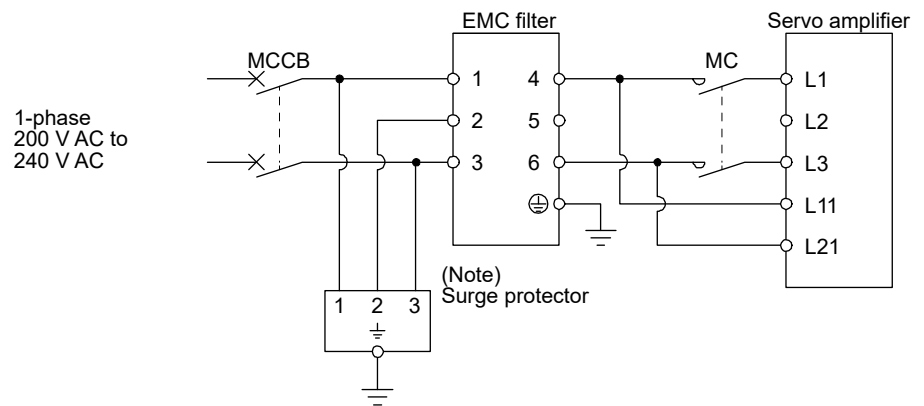 EMC filter
Servo amplifier
MCCB
MC
1
4
L1
1-phase
200 V AC to
240 V AC
2
5
L2
3
6
L3
L11
L21
(Note)
Surge protector
1 2 3